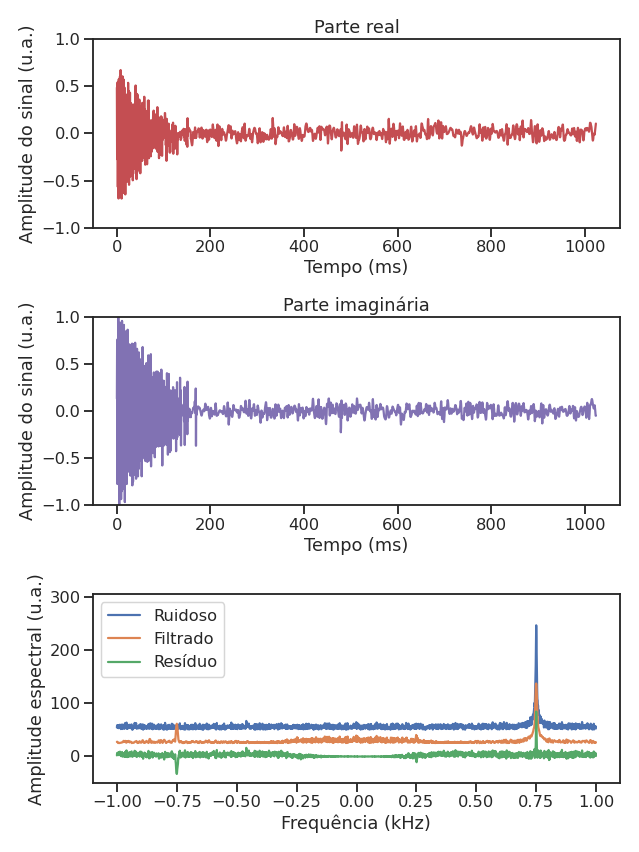 Parte real
Amplitude do sinal (u.a.)
1.0
0.5
0.0
−0.5
−1.0
0 200 400 600 800 1000
Tempo (ms)
Parte imaginária
Amplitude do sinal (u.a.)
1.0
0.5
0.0
−0.5
−1.0
0 200 400 600 800 1000
Tempo (ms)
Amplitude espectral (u.a.)
300
200
100
0
Ruidoso
Filtrado
Resíduo
−1.00 −0.75 −0.50 −0.25 0.00 0.25 0.50 0.75 1.00
Frequência (kHz)